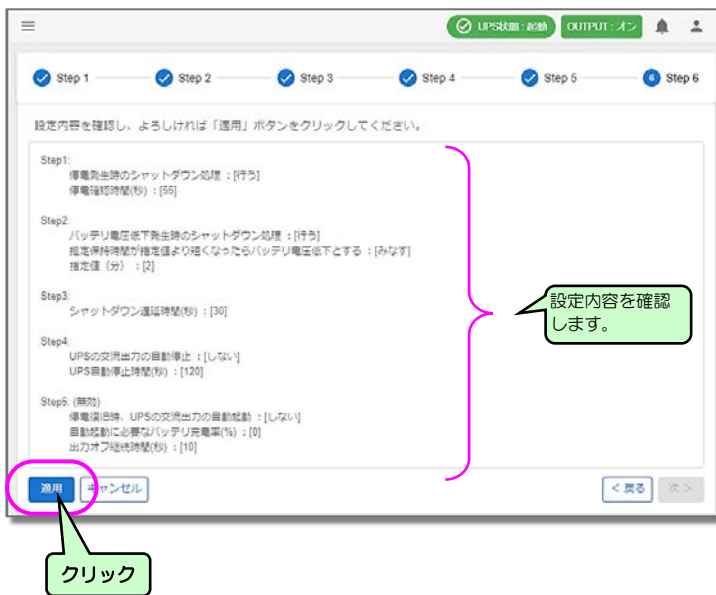 UPS状態 : 起動 OUTPUT : オン
Step 1 Step 2 Step 3 Step 4 Step 5 6 Step 6
設定内容を確認し、よろしければ「適用」ボタンをクリックしてください。
Step1:
停電発生時のシャットダウン処理 : [行う]
停電確認時間(秒) : [55]
Step2:
バッテリ電圧低下発生時のシャットダウン処理 : [行う]
推定保持時間が指定値より短くなったらバッテリ電圧低下とする : [みなす]
指定値（分） : [2]
Step3:
シャットダウン遅延時間(秒) : [30]
設定内容を確認
します。
Step4:
UPSの交流出力の自動停止 : [しない]
UPS自動停止時間(秒) : [120]
Step5: (無効)
停電復旧時、UPSの交流出力の自動起動 : [しない]
自動起動に必要なバッテリ充電率(%) : [0]
出力オフ継続時間(秒) : [10]
適用 キャンセル < 戻る 次 >
クリック